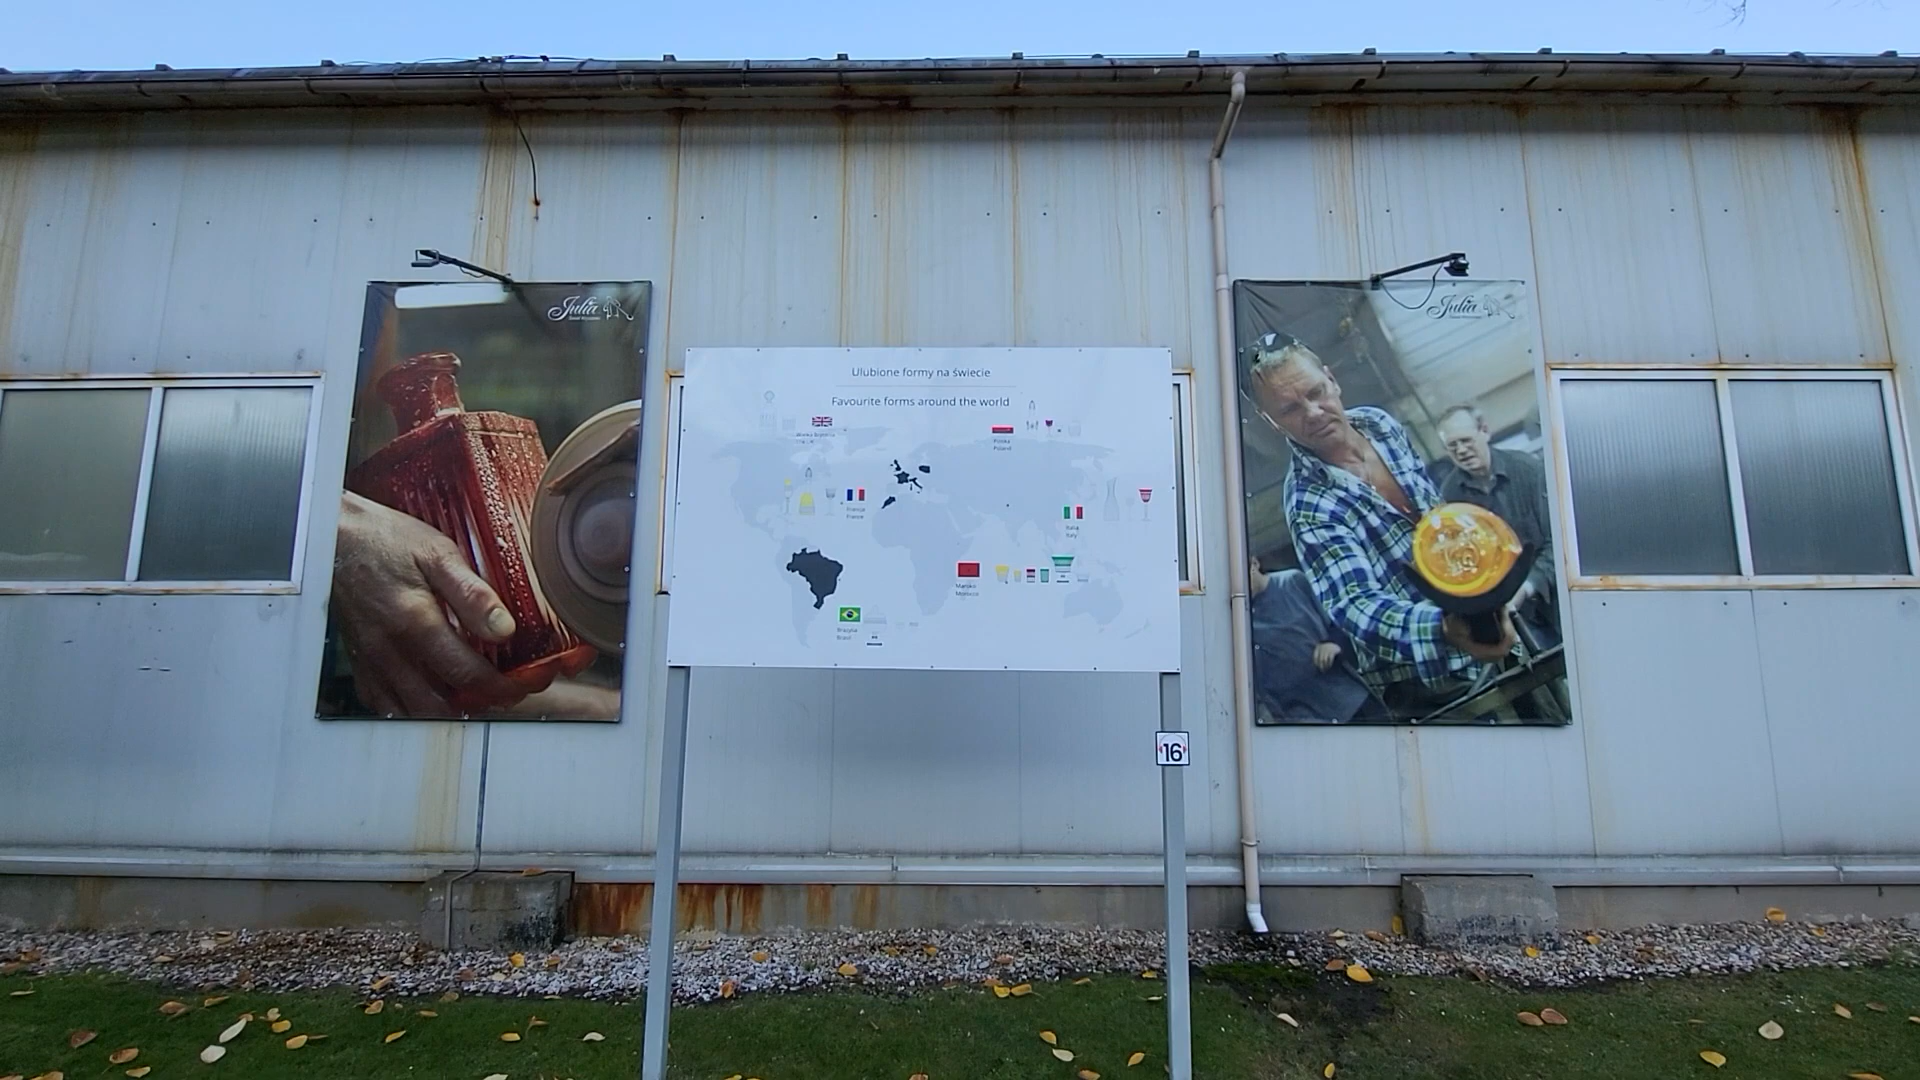 Julia
Julia
Ulubione formy na świecie
Favourite forms around the world
Wielka Brytania
Polska
Poland
Francja
France
Italia
Italy
Maroko
Morocco
Brazylia
Brasil
16